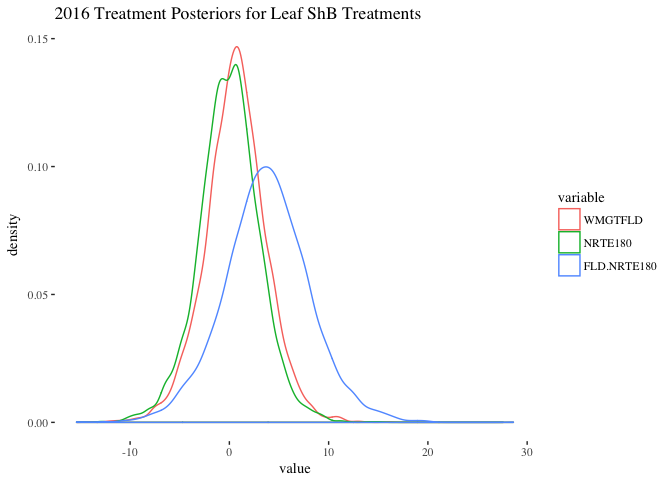 2016 Treatment Posteriors for Leaf ShB Treatments
0.15
0.10
0.05
0.00
density
-10 0 10 20 30
value
variable
WMGTFLD
NRTE180
FLD.NRTE180